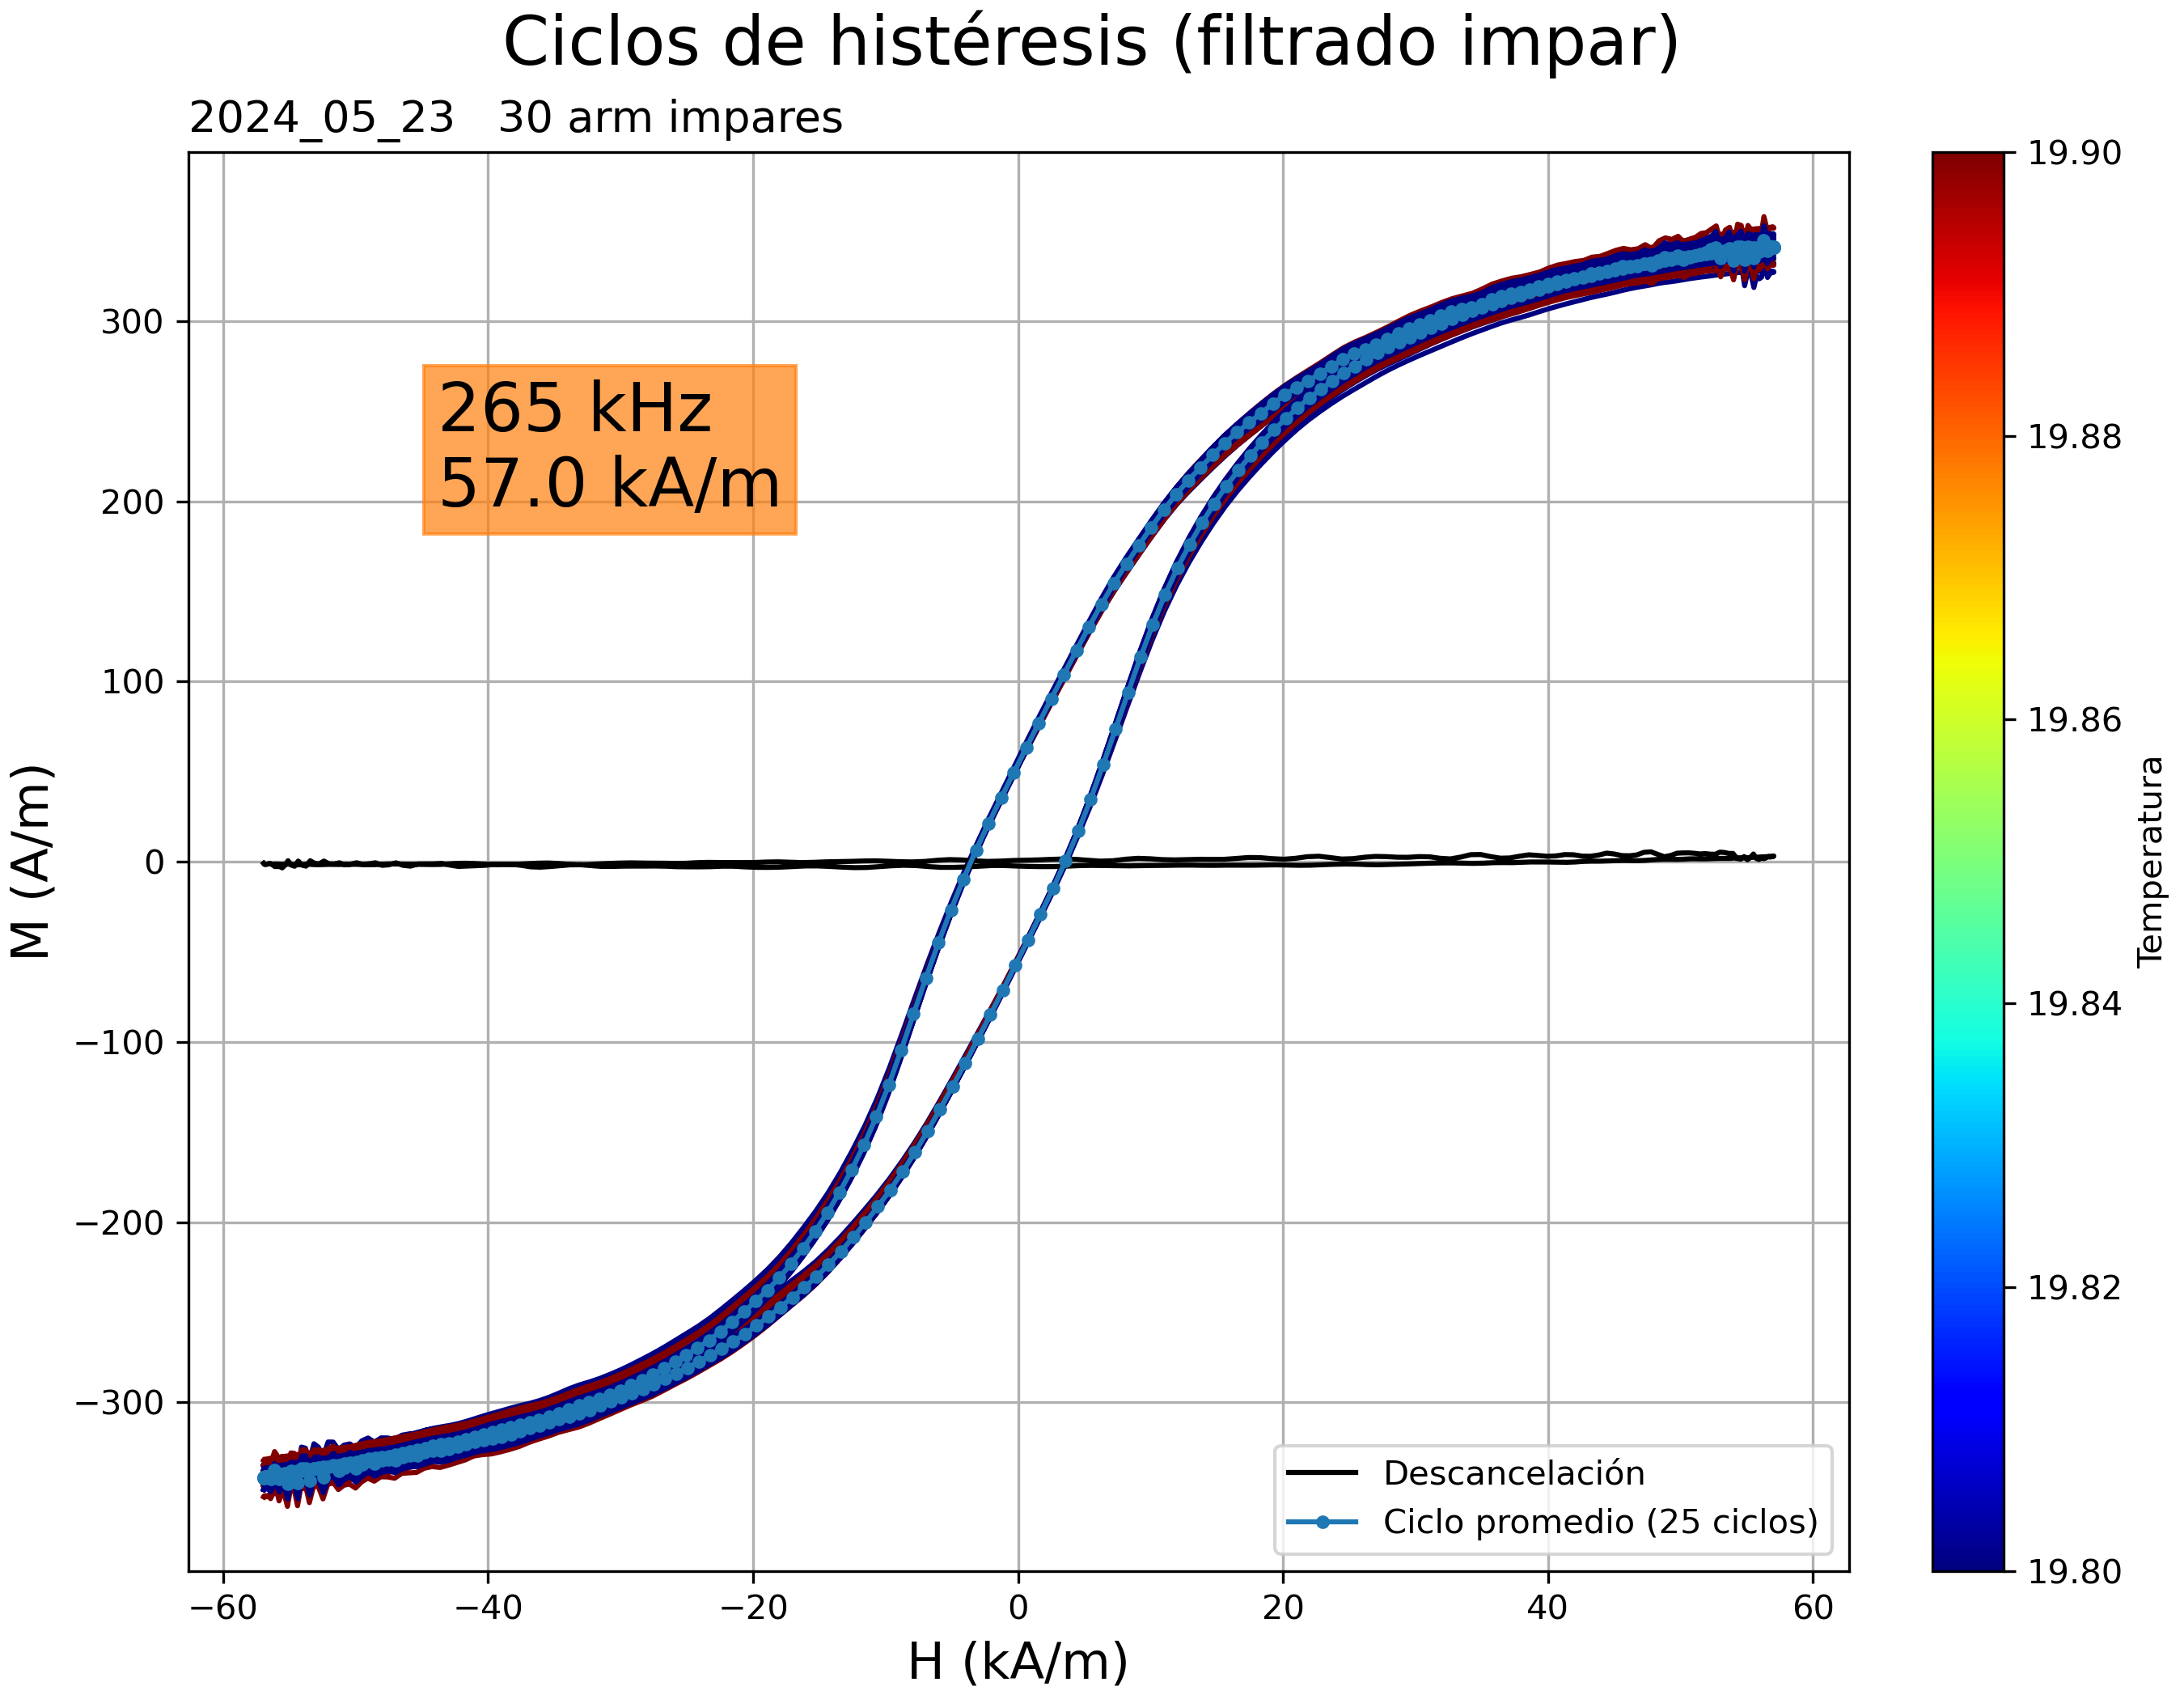 Ciclos de histéresis (filtrado impar)
2024_05_23   30 arm impares
265 kHz
57.0 kA/m
M (A/m)
300
200
100
0
−100
−200
−300
−60
−40
−20
0
20
40
60
H (kA/m)
Descancelación
Ciclo promedio (25 ciclos)
19.90
19.88
19.86
19.84
19.82
19.80
Temperatura